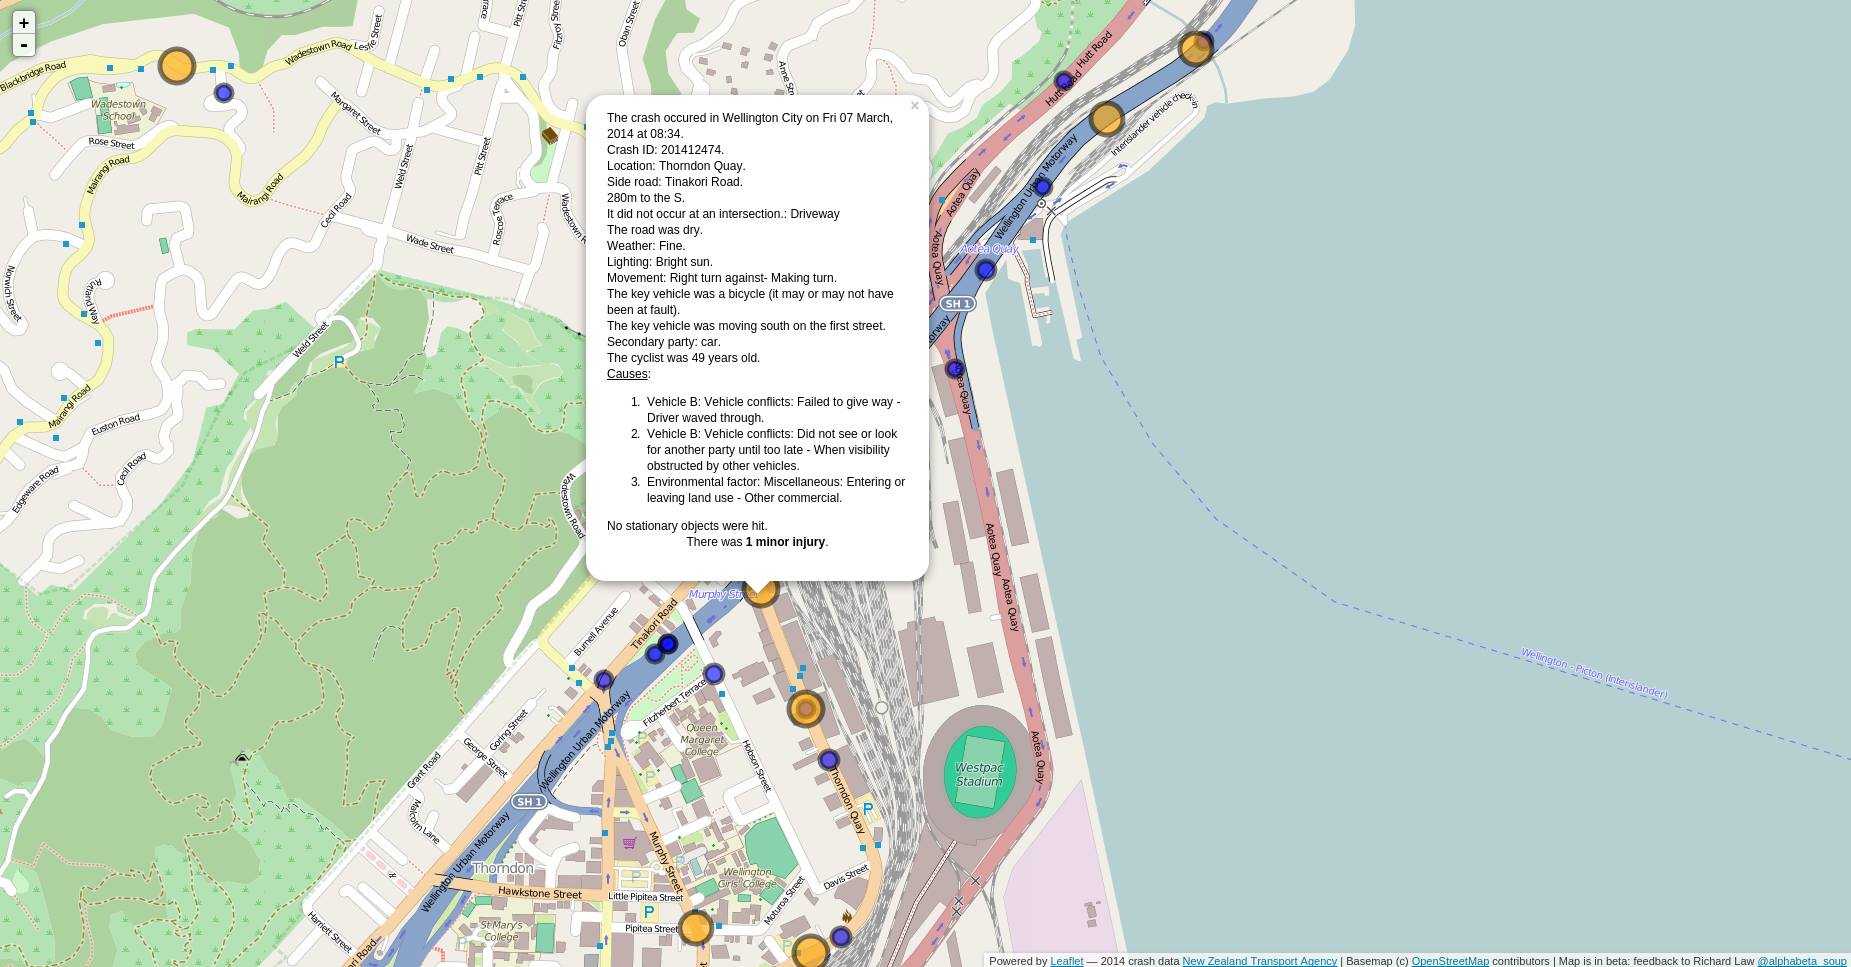 +
-
Blackbridge Road
Wadestown Road
Leslie Street
Pitt Street
Oban Street
Anne St
Hutt Road
Hutt Road
Wadestown
School
Margaret Street
Rose Street
Mairangi Road
Mairangi Road
Mairangi Road
Weld Street
Pitt Street
Cecil Road
Roscoe Terrace
Wade Street
Norwich Street
Rutland Way
Weld Street
P
Euston Road
Cecil Road
Edgeware Road
Wadestown Road
×
The crash occured in Wellington City on Fri 07 March,
2014 at 08:34.
Crash ID: 201412474.
Location: Thorndon Quay.
Side road: Tinakori Road.
280m to the S.
It did not occur at an intersection.: Driveway
The road was dry.
Weather: Fine.
Lighting: Bright sun.
Movement: Right turn against- Making turn.
The key vehicle was a bicycle (it may or may not have
been at fault).
The key vehicle was moving south on the first street.
Secondary party: car.
The cyclist was 49 years old.
Causes:
1. Vehicle B: Vehicle conflicts: Failed to give way -
Driver waved through.
2. Vehicle B: Vehicle conflicts: Did not see or look
for another party until too late - When visibility
obstructed by other vehicles.
3. Environmental factor: Miscellaneous: Entering or
leaving land use - Other commercial.
No stationary objects were hit.
There was 1 minor injury.
Interislander vehicle check-in
Wellington Urban Motorway
Aotea Quay
Aotea Quay
Aotea Quay
SH 1
Aotea Quay
Aotea Quay
Aotea Quay
Aotea Quay
Wellington - Picton (Interislander)
Murphy Street
Tinakori Road
Burnell Avenue
Fitzherbert Terrace
Wellington Urban Motorway
Queen
Margaret
College
Hobson Street
Goring Street
George Street
Grant Road
Malcolm Lane
SH 1
Wellington Urban Motorway
Thorndon
Hawkstone Street
Murphy Street
P
Thorndon Quay
P
Westpac
Stadium
P
P
P
Wellington
Girls' College
Davis Street
Moturoa Street
Little Pipitea Street
Pipitea Street
St Mary's
College
P
P
Harriett Street
Powered by Leaflet — 2014 crash data New Zealand Transport Agency | Basemap (c) OpenStreetMap contributors | Map is in beta: feedback to Richard Law @alphabeta_soup